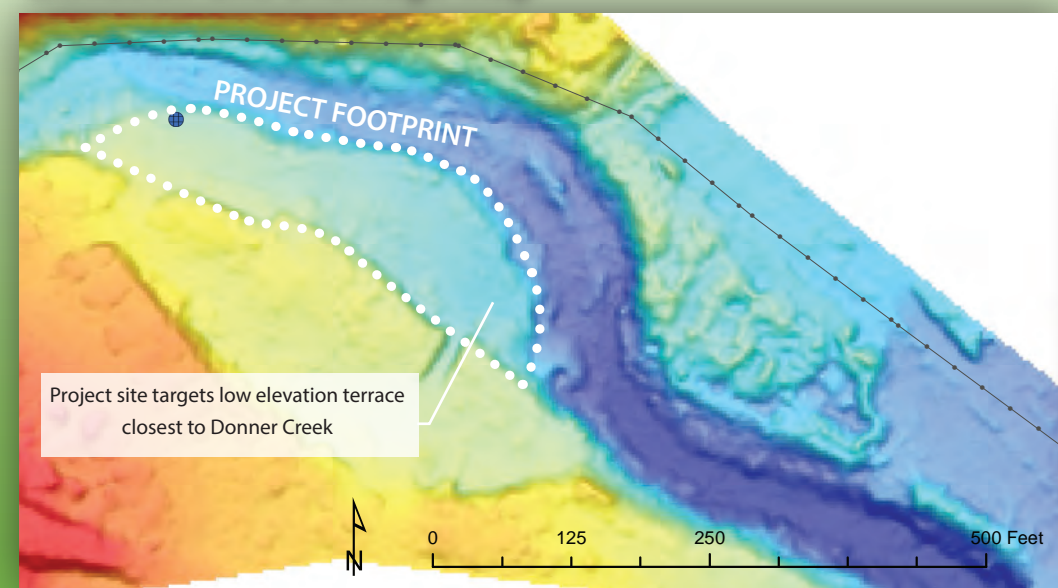 PROJECT FOOTPRINT
Project site targets low elevation terrace
closest to Donner Creek
N
0 125 250 500 Feet